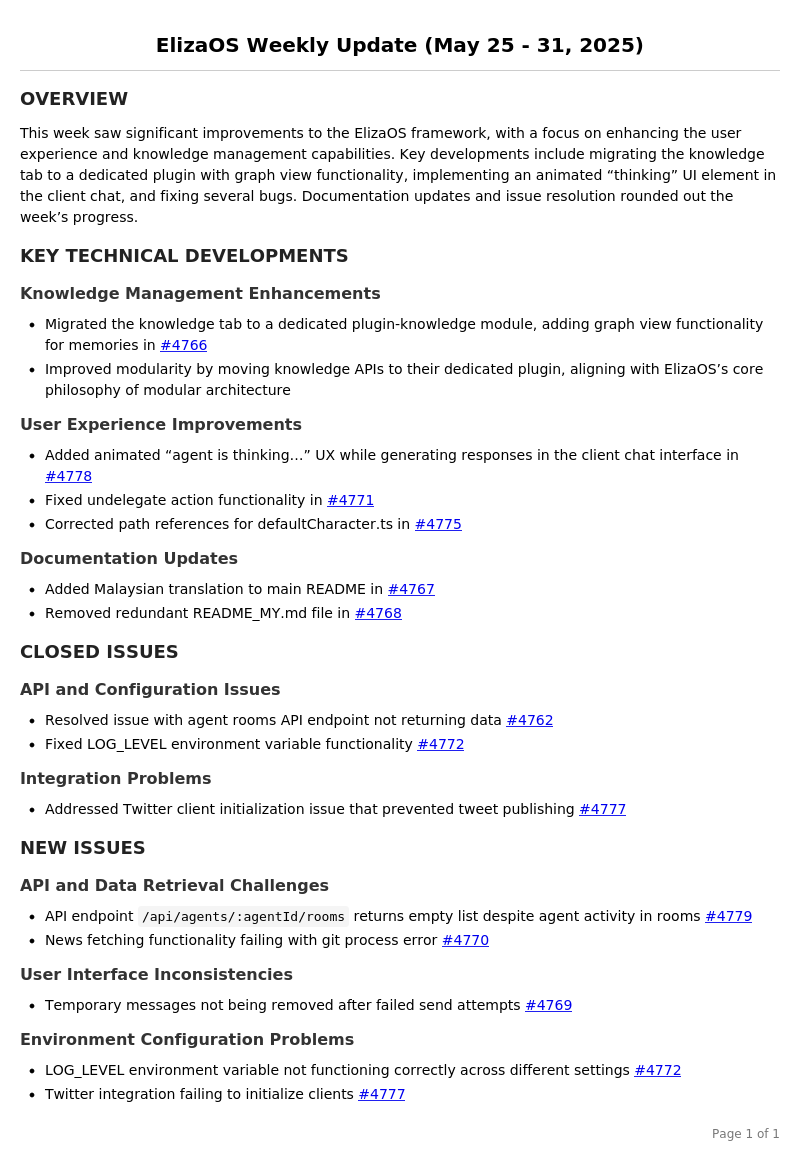 ElizaOS Weekly Update (May 25 - 31, 2025)
OVERVIEW
This week saw significant improvements to the ElizaOS framework, with a focus on enhancing the user
experience and knowledge management capabilities. Key developments include migrating the knowledge
tab to a dedicated plugin with graph view functionality, implementing an animated “thinking” UI element in
the client chat, and fixing several bugs. Documentation updates and issue resolution rounded out the
week’s progress.
KEY TECHNICAL DEVELOPMENTS
Knowledge Management Enhancements
• Migrated the knowledge tab to a dedicated plugin-knowledge module, adding graph view functionality
for memories in #4766
• Improved modularity by moving knowledge APIs to their dedicated plugin, aligning with ElizaOS’s core
philosophy of modular architecture
User Experience Improvements
• Added animated “agent is thinking…” UX while generating responses in the client chat interface in
#4778
• Fixed undelegate action functionality in #4771
• Corrected path references for defaultCharacter.ts in #4775
Documentation Updates
• Added Malaysian translation to main README in #4767
• Removed redundant README_MY.md file in #4768
CLOSED ISSUES
API and Configuration Issues
• Resolved issue with agent rooms API endpoint not returning data #4762
• Fixed LOG_LEVEL environment variable functionality #4772
Integration Problems
• Addressed Twitter client initialization issue that prevented tweet publishing #4777
NEW ISSUES
API and Data Retrieval Challenges
• API endpoint /api/agents/:agentId/rooms returns empty list despite agent activity in rooms #4779
• News fetching functionality failing with git process error #4770
User Interface Inconsistencies
• Temporary messages not being removed after failed send attempts #4769
Environment Configuration Problems
• LOG_LEVEL environment variable not functioning correctly across different settings #4772
• Twitter integration failing to initialize clients #4777
Page 1 of 1